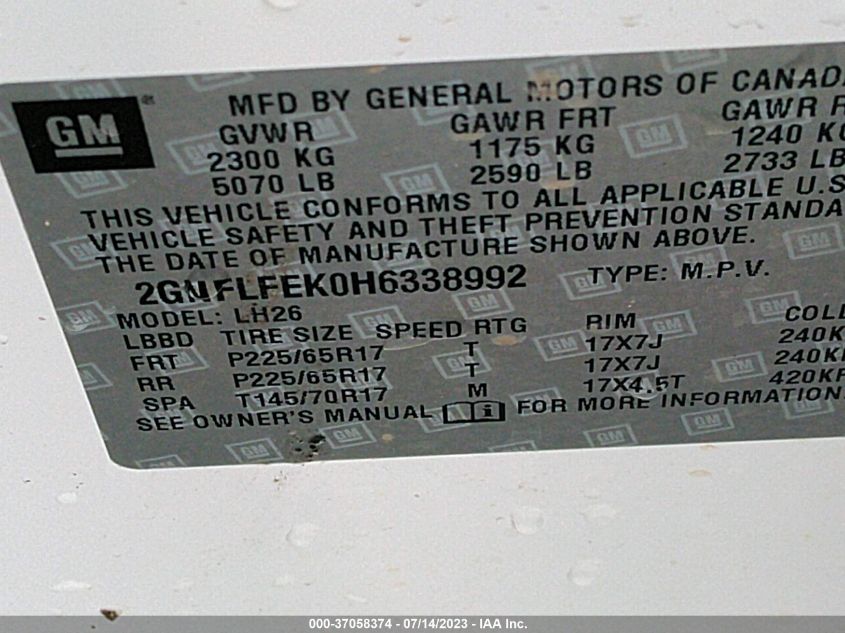 GM MFD BY GENERAL MOTORS OF CANADA
GVWR GAWR FRT GAWR R
2300 KG 1175 KG 1240 KG
5070 LB 2590 LB 2733 LB
THIS VEHICLE CONFORMS TO ALL APPLICABLE U.S
VEHICLE SAFETY AND THEFT PREVENTION STANDA
THE DATE OF MANUFACTURE SHOWN ABOVE.
2GNFLFEK0H6338992 TYPE: M.P.V.
MODEL: LH26
LBBD TIRE SIZE SPEED RTG RIM COLL
FRT P225/65R17 T 17X7J 240K
RR P225/65R17 T 17X7J 240K
SPA T145/70R17 M 17X4.5T 420KP
SEE OWNER'S MANUAL FOR MORE INFORMATION.
000-37058374 - 07/14/2023 - IAA Inc.